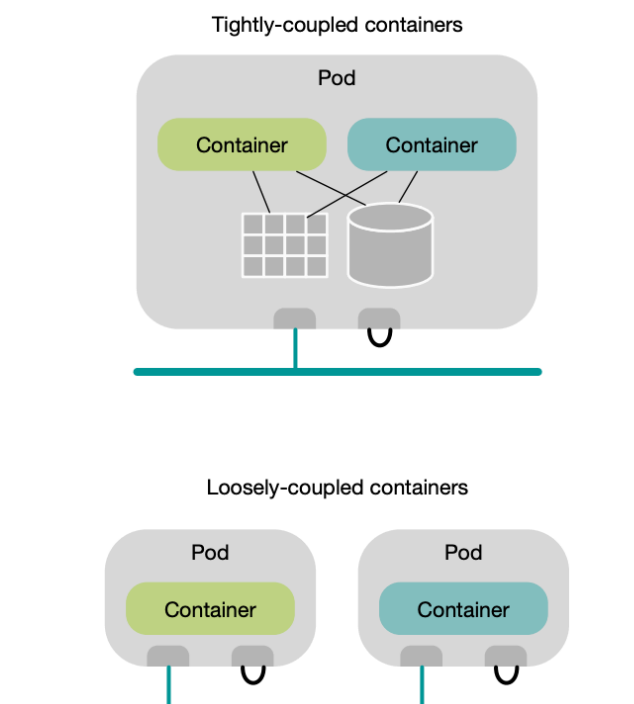 Tightly-coupled containers
Pod
Container
Container
Loosely-coupled containers
Pod
Pod
Container
Container